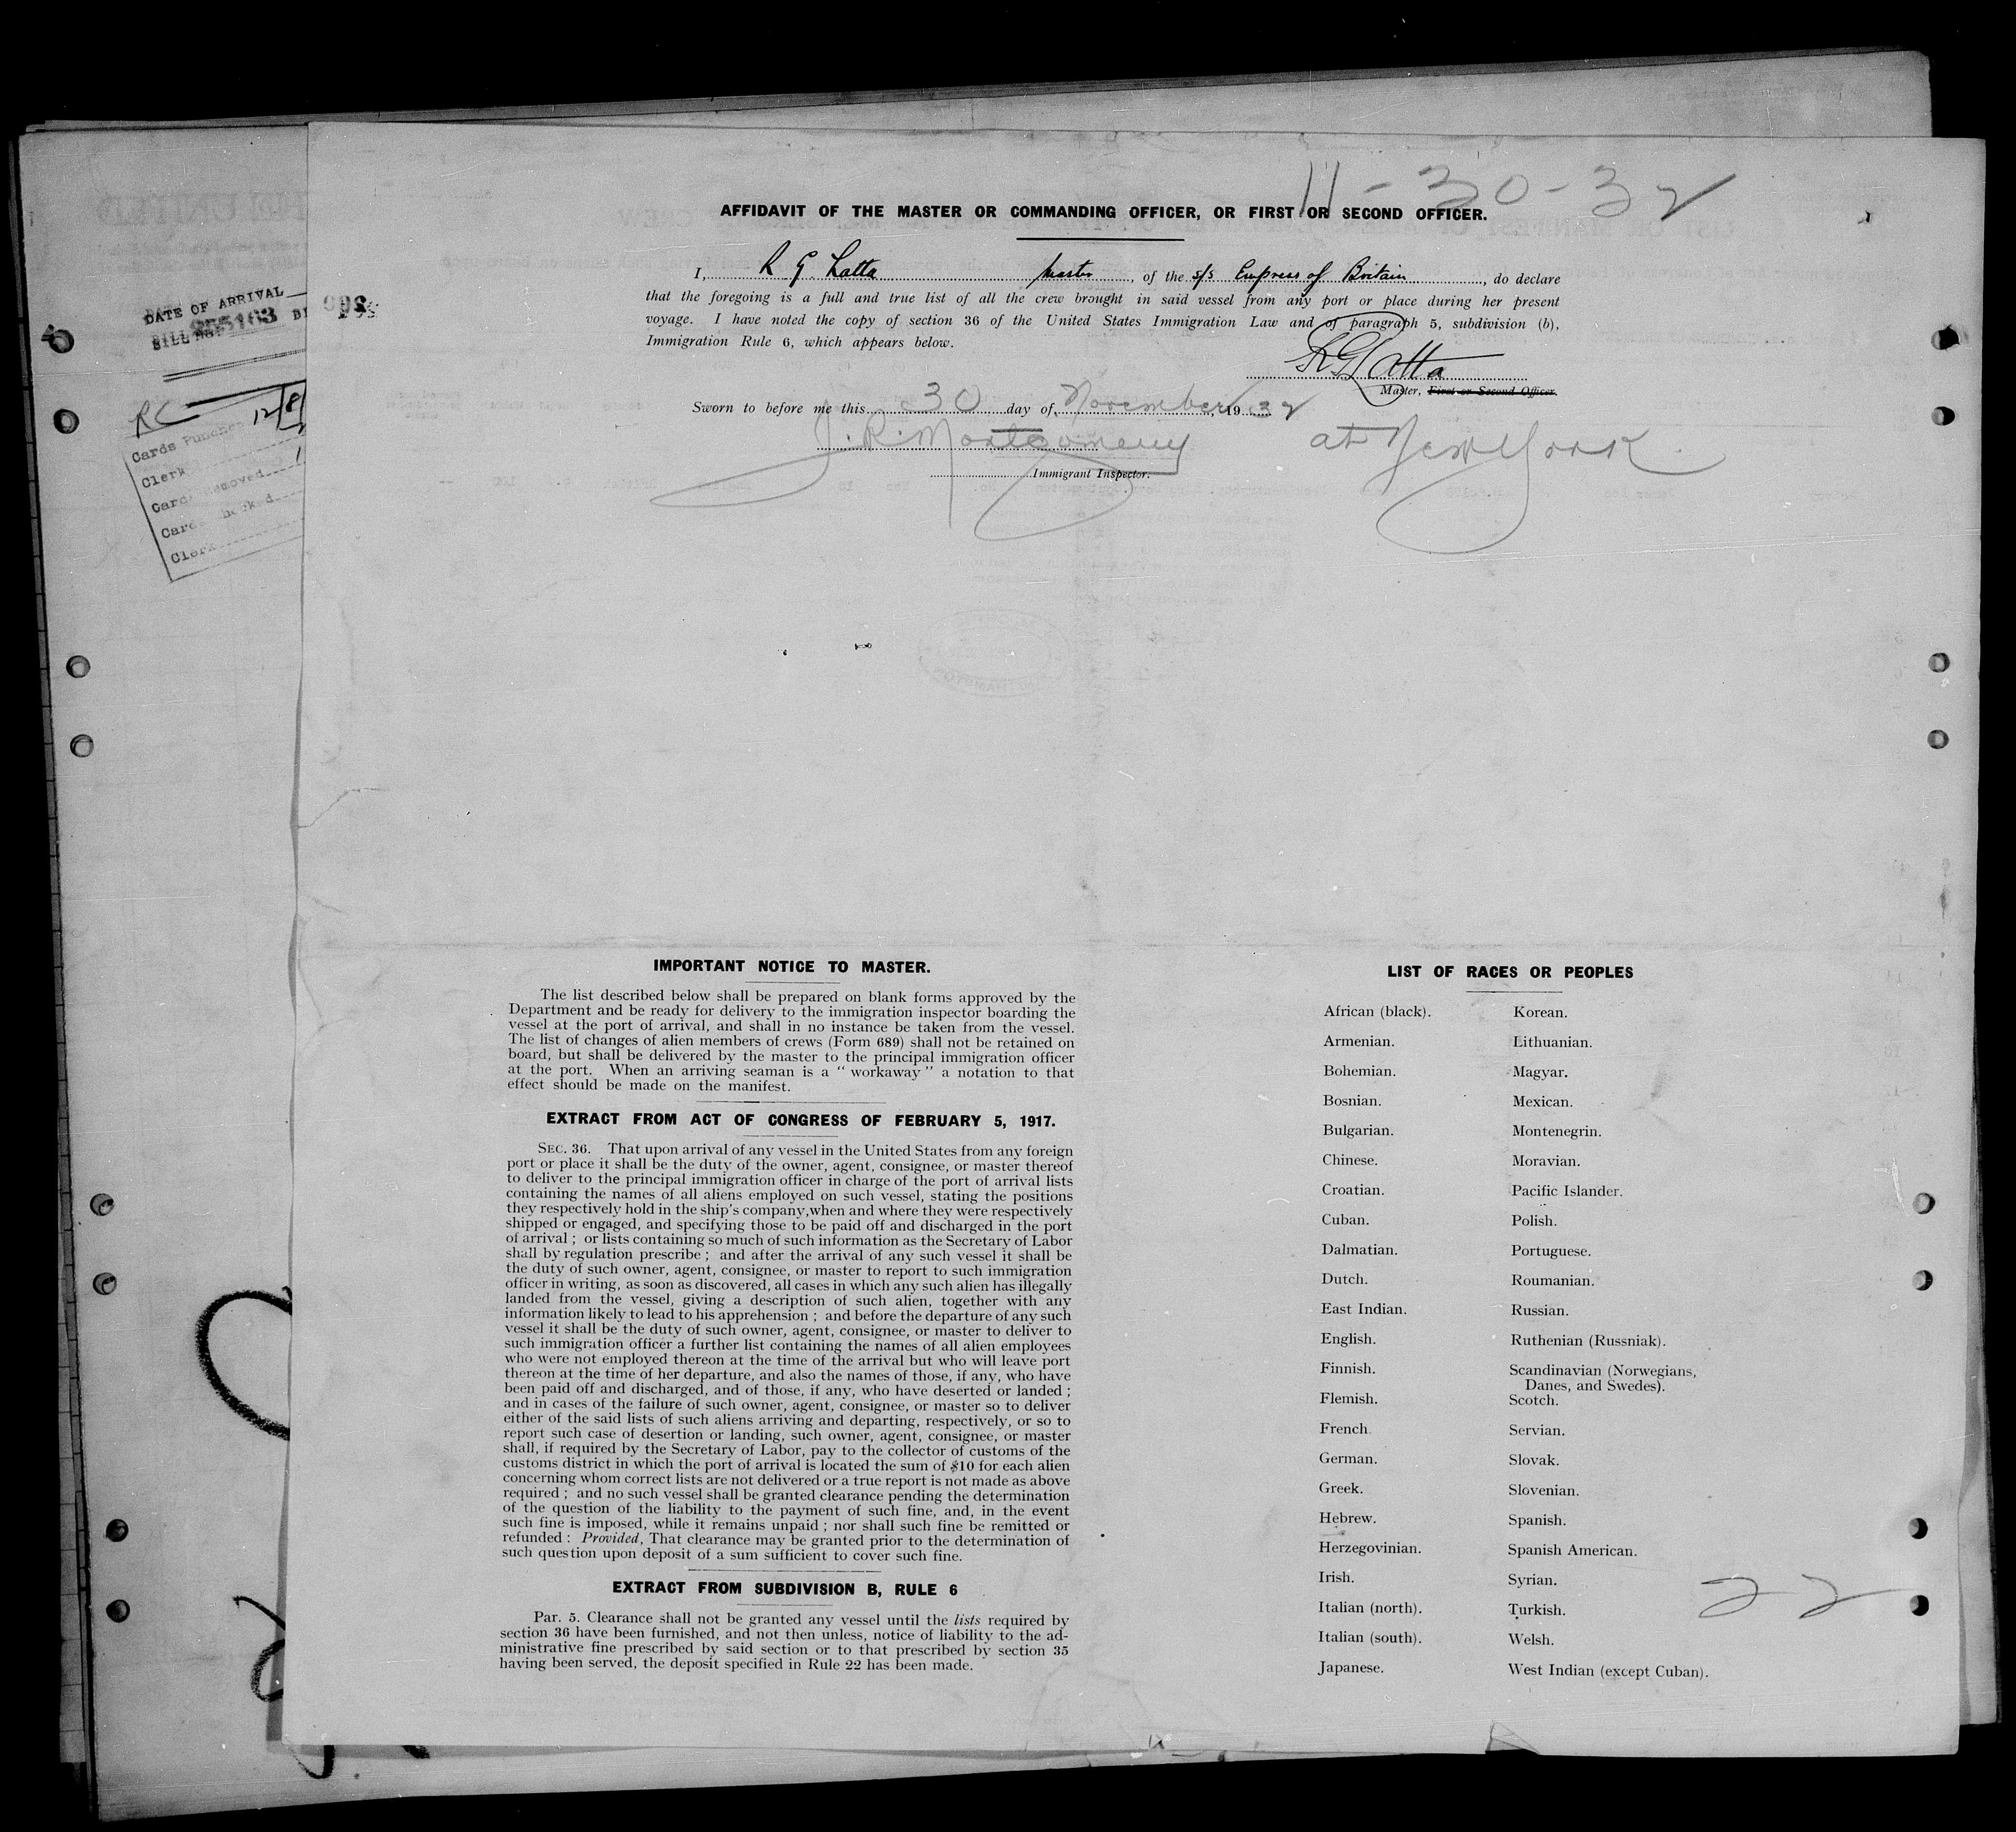 11-30-32
AFFIDAVIT OF THE MASTER OR COMMANDING OFFICER, OR FIRST OR SECOND OFFICER.
I, R G Latta Master, of the s/s Empress of Britain, do declare
that the foregoing is a full and true list of all the crew brought in said vessel from any port or place during her present
voyage. I have noted the copy of section 36 of the United States Immigration Law and of paragraph 5, subdivision (b),
Immigration Rule 6, which appears below.
R G Latta
Master, First or Second Officer.
Sworn to before me this 30 day of November, 1932
J. R. Montgomery at New York.
Immigrant Inspector.
DATE OF ARRIVAL
BILL NO.
RC 12/8
Cards Punched
Clerk
Cards Removed
Cards Checked
Clerk
IMPORTANT NOTICE TO MASTER.
The list described below shall be prepared on blank forms approved by the
Department and be ready for delivery to the immigration inspector boarding the
vessel at the port of arrival, and shall in no instance be taken from the vessel.
The list of changes of alien members of crews (Form 689) shall not be retained on
board, but shall be delivered by the master to the principal immigration officer
at the port. When an arriving seaman is a " workaway " a notation to that
effect should be made on the manifest.
EXTRACT FROM ACT OF CONGRESS OF FEBRUARY 5, 1917.
SEC. 36. That upon arrival of any vessel in the United States from any foreign
port or place it shall be the duty of the owner, agent, consignee, or master thereof
to deliver to the principal immigration officer in charge of the port of arrival lists
containing the names of all aliens employed on such vessel, stating the positions
they respectively hold in the ship's company,when and where they were respectively
shipped or engaged, and specifying those to be paid off and discharged in the port
of arrival ; or lists containing so much of such information as the Secretary of Labor
shall by regulation prescribe ; and after the arrival of any such vessel it shall be
the duty of such owner, agent, consignee, or master to report to such immigration
officer in writing, as soon as discovered, all cases in which any such alien has illegally
landed from the vessel, giving a description of such alien, together with any
information likely to lead to his apprehension ; and before the departure of any such
vessel it shall be the duty of such owner, agent, consignee, or master to deliver to
such immigration officer a further list containing the names of all alien employees
who were not employed thereon at the time of the arrival but who will leave port
thereon at the time of her departure, and also the names of those, if any, who have
been paid off and discharged, and of those, if any, who have deserted or landed ;
and in cases of the failure of such owner, agent, consignee, or master so to deliver
either of the said lists of such aliens arriving and departing, respectively, or so to
report such case of desertion or landing, such owner, agent, consignee, or master
shall, if required by the Secretary of Labor, pay to the collector of customs of the
customs district in which the port of arrival is located the sum of $10 for each alien
concerning whom correct lists are not delivered or a true report is not made as above
required ; and no such vessel shall be granted clearance pending the determination
of the question of the liability to the payment of such fine, and, in the event
such fine is imposed, while it remains unpaid ; nor shall such fine be remitted or
refunded : Provided, That clearance may be granted prior to the determination of
such question upon deposit of a sum sufficient to cover such fine.
EXTRACT FROM SUBDIVISION B, RULE 6
Par. 5. Clearance shall not be granted any vessel until the lists required by
section 36 have been furnished, and not then unless, notice of liability to the ad-
ministrative fine prescribed by said section or to that prescribed by section 35
having been served, the deposit specified in Rule 22 has been made.
LIST OF RACES OR PEOPLES
African (black). Korean.
Armenian. Lithuanian.
Bohemian. Magyar.
Bosnian. Mexican.
Bulgarian. Montenegrin.
Chinese. Moravian.
Croatian. Pacific Islander.
Cuban. Polish.
Dalmatian. Portuguese.
Dutch. Roumanian.
East Indian. Russian.
English. Ruthenian (Russniak).
Finnish. Scandinavian (Norwegians,
Danes, and Swedes).
Flemish. Scotch.
French. Servian.
German. Slovak.
Greek. Slovenian.
Hebrew. Spanish.
Herzegovinian. Spanish American.
Irish. Syrian.
Italian (north). Turkish.
Italian (south). Welsh.
Japanese. West Indian (except Cuban).
22